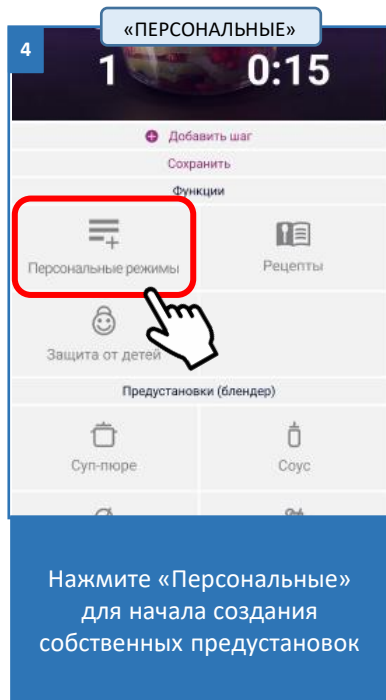 «ПЕРСОНАЛЬНЫЕ»
4
1 0:15
Добавить шаг
Сохранить
Функции
Персональные режимы
Рецепты
Защита от детей
Предустановки (блендер)
Суп-пюре
Соус
Нажмите «Персональные»
для начала создания
собственных предустановок